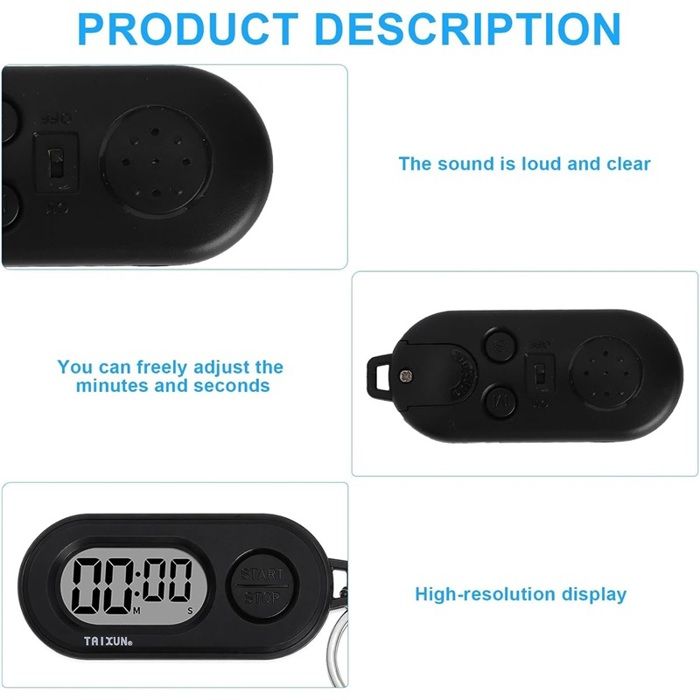 PRODUCT DESCRIPTION
OFF
The sound is loud and clear
You can freely adjust the
minutes and seconds
S
M
High-resolution display
00:00
M S
START
STOP
TAIXUN®